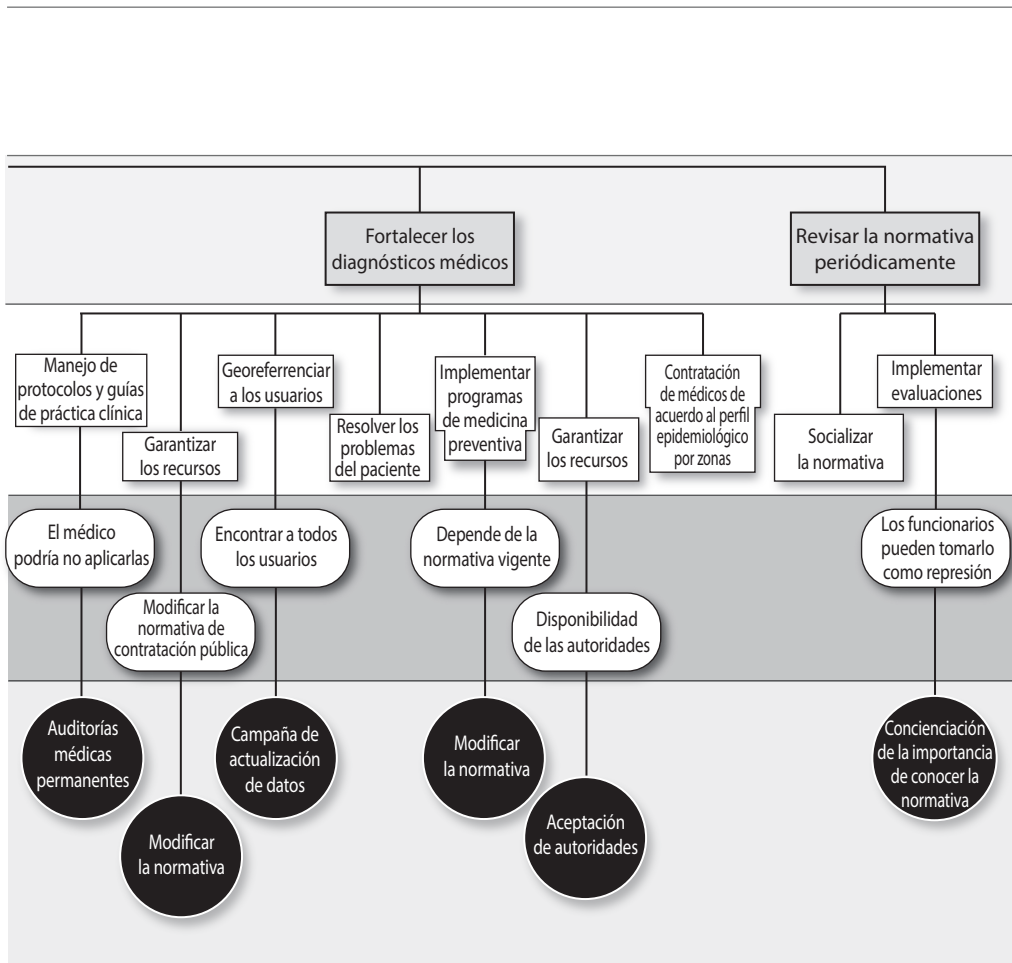 Fortalecer los
diagnósticos médicos
Revisar la normativa
periódicamente
Manejo de
protocolos y guías
de práctica clínica
Garantizar
los recursos
Georeferrenciar
a los usuarios
Resolver los
problemas
del paciente
Implementar
programas
de medicina
preventiva
Garantizar
los recursos
Contratación
de médicos de
acuerdo al perfil
epidemiológico
por zonas
Socializar
la normativa
Implementar
evaluaciones
El médico
podría no aplicarlas
Modificar la
normativa de
contratación pública
Encontrar a todos
los usuarios
Depende de la
normativa vigente
Disponibilidad
de las autoridades
Los funcionarios
pueden tomarlo
como represión
Auditorías
médicas
permanentes
Modificar
la normativa
Campaña de
actualización
de datos
Modificar
la normativa
Aceptación
de autoridades
Concienciación
de la importancia
de conocer la
normativa